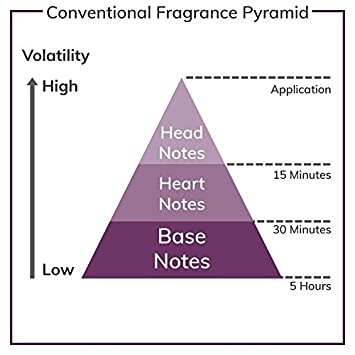 Conventional Fragrance Pyramid
Volatility
High
Application
Head
Notes
15 Minutes
Heart
Notes
30 Minutes
Base
Notes
Low
5 Hours